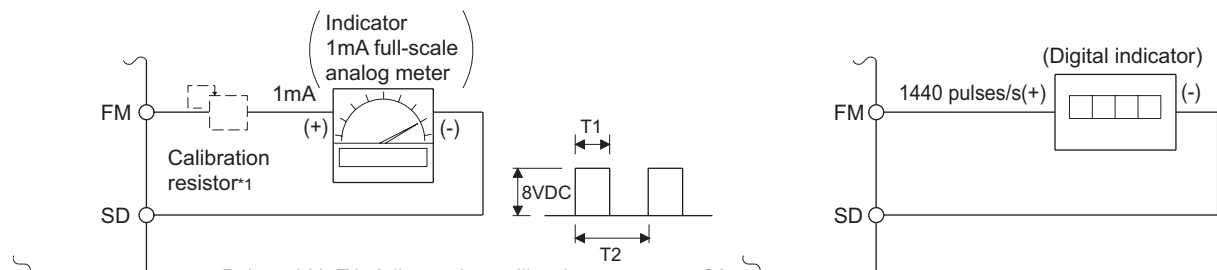 Indicator
1mA full-scale
analog meter
(Digital indicator)
FM
1mA
(+)
(-)
T1
FM
1440 pulses/s(+)
(-)
Calibration
resistor*1
8VDC
SD
T2
SD